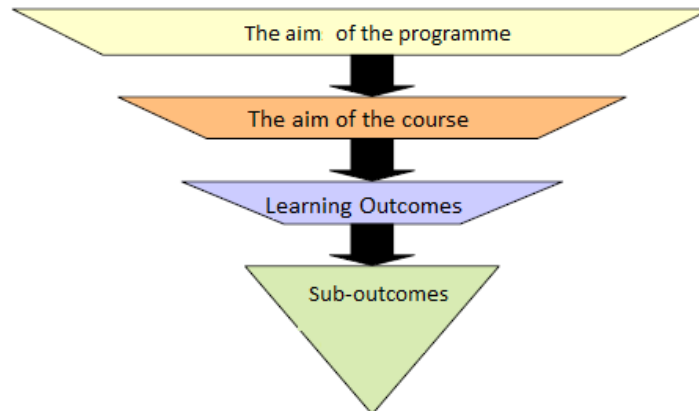 The aim of the programme
The aim of the course
Learning Outcomes
Sub-outcomes